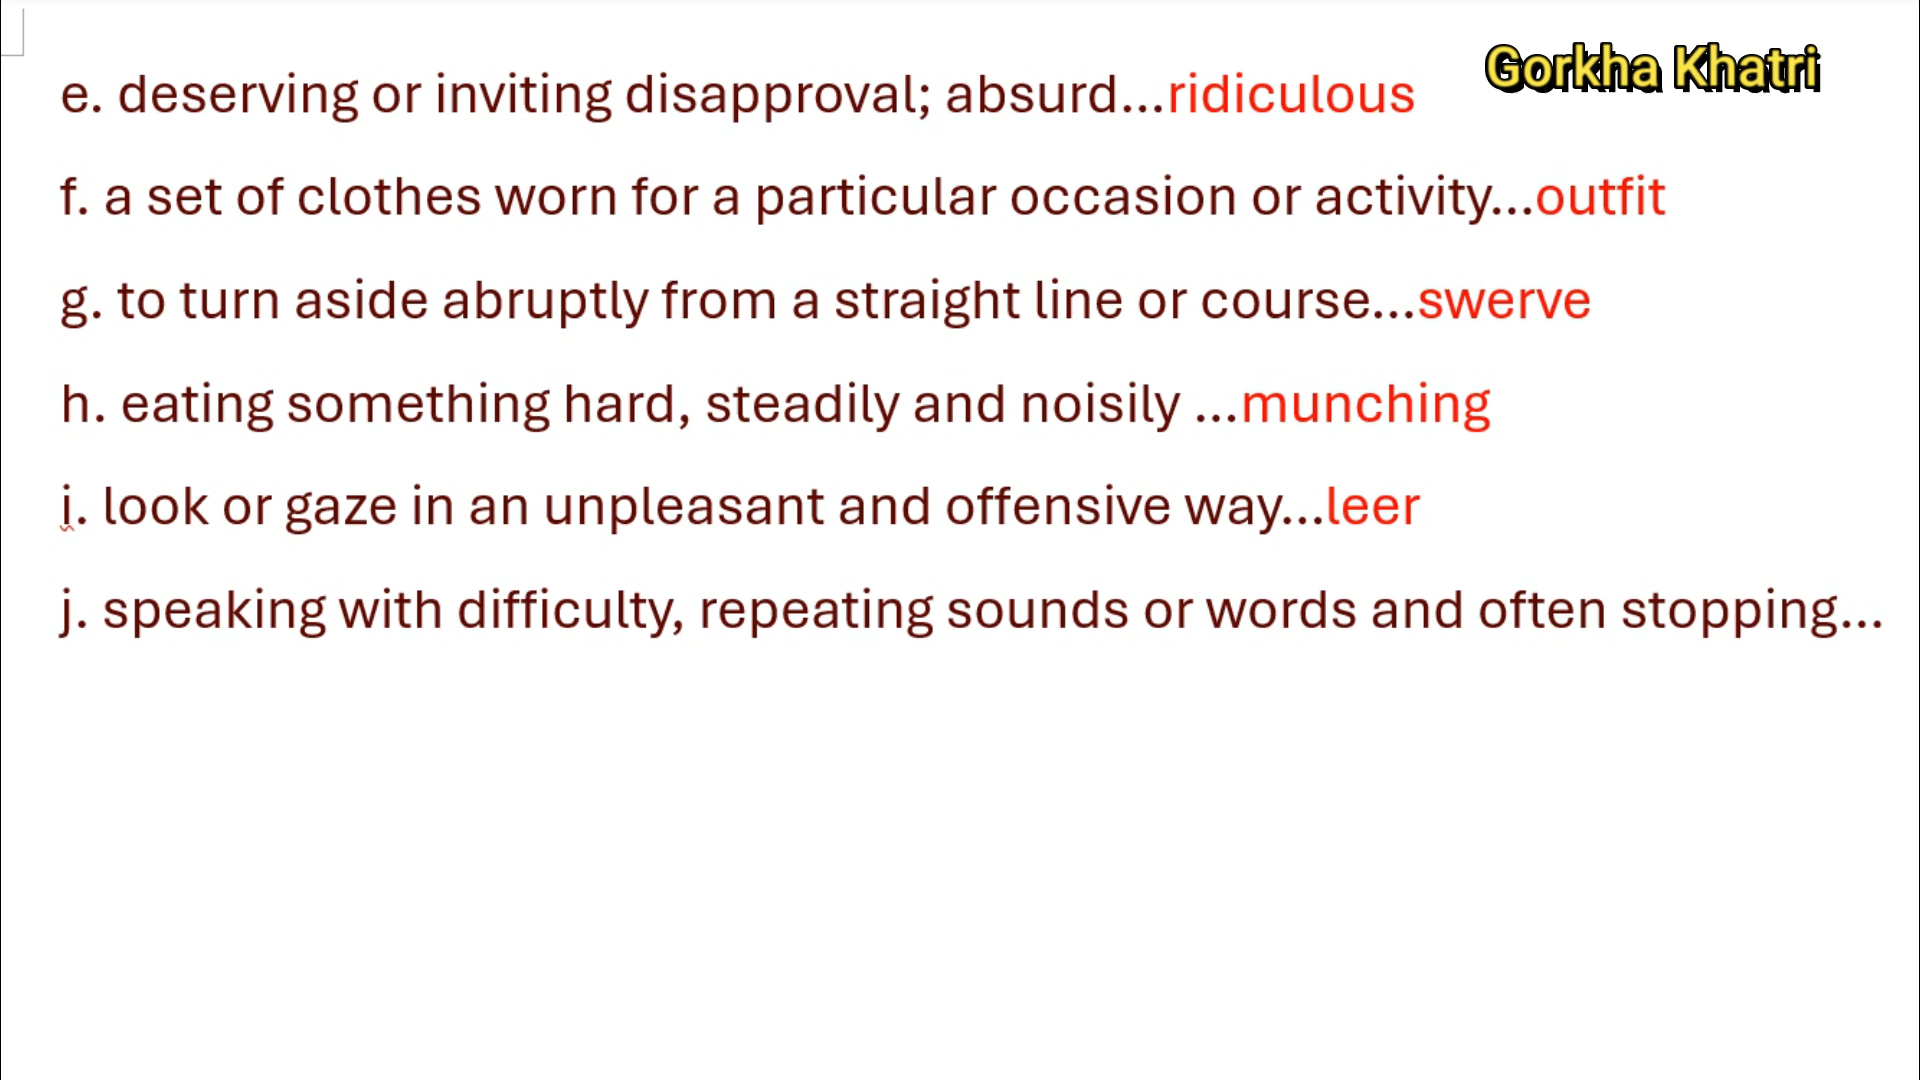 Gorkha Khatri
e. deserving or inviting disapproval; absurd...ridiculous
f. a set of clothes worn for a particular occasion or activity...outfit
g. to turn aside abruptly from a straight line or course...swerve
h. eating something hard, steadily and noisily ...munching
i. look or gaze in an unpleasant and offensive way...leer
j. speaking with difficulty, repeating sounds or words and often stopping...